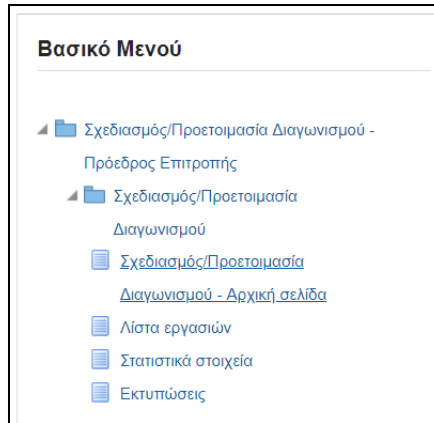 Βασικό Μενού
Σχεδιασμός/Προετοιμασία Διαγωνισμού -
Πρόεδρος Επιτροπής
Σχεδιασμός/Προετοιμασία
Διαγωνισμού
Σχεδιασμός/Προετοιμασία
Διαγωνισμού - Αρχική σελίδα
Λίστα εργασιών
Στατιστικά στοιχεία
Εκτυπώσεις